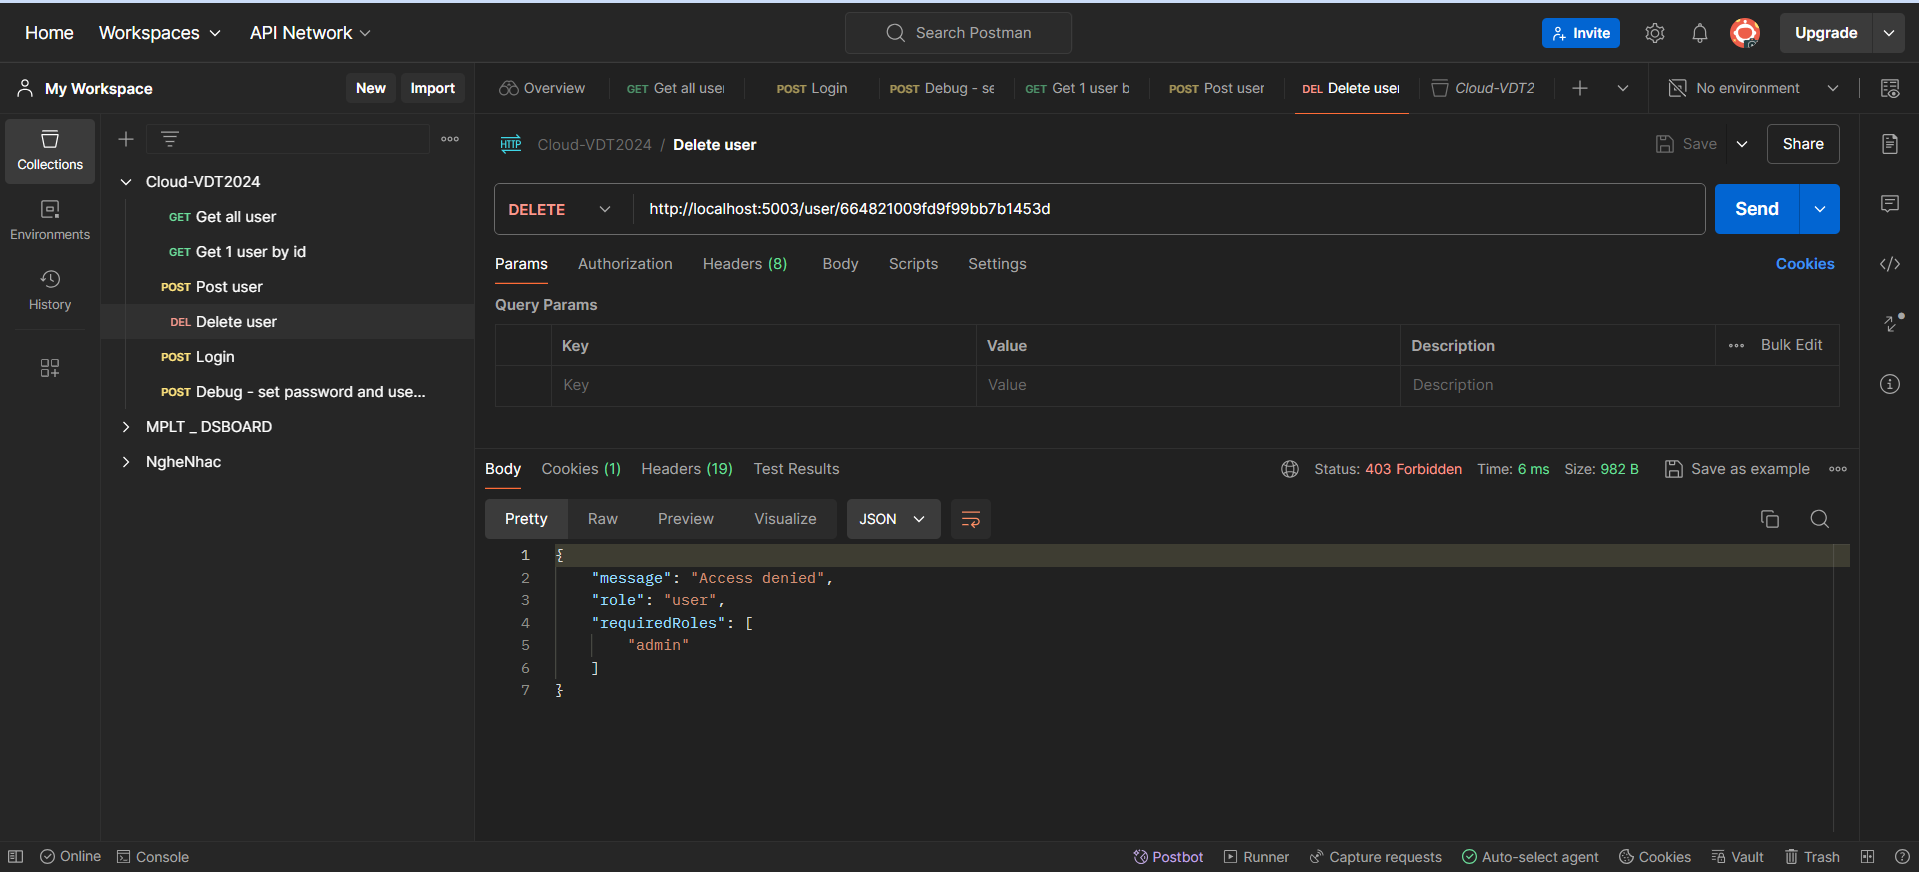 Home Workspaces API Network Search Postman Invite Upgrade
My Workspace New Import Overview GET Get all user POST Login POST Debug - se GET Get 1 user b POST Post user DEL Delete user Cloud-VDT2 No environment
Collections
Environments
History
Cloud-VDT2024
GET Get all user
GET Get 1 user by id
POST Post user
DEL Delete user
POST Login
POST Debug - set password and use...
MPLT _ DSBOARD
NgheNhac
HTTP Cloud-VDT2024 / Delete user Save Share
DELETE http://localhost:5003/user/664821009fd9f99bb7b1453d Send
Params Authorization Headers (8) Body Scripts Settings Cookies
Query Params
Key Value Description Bulk Edit
Key Value Description
Body Cookies (1) Headers (19) Test Results Status: 403 Forbidden Time: 6 ms Size: 982 B Save as example
Pretty Raw Preview Visualize JSON
1 {
2 "message": "Access denied",
3 "role": "user",
4 "requiredRoles": [
5 "admin"
6 ]
7 }
Online Console Postbot Runner Capture requests Auto-select agent Cookies Vault Trash